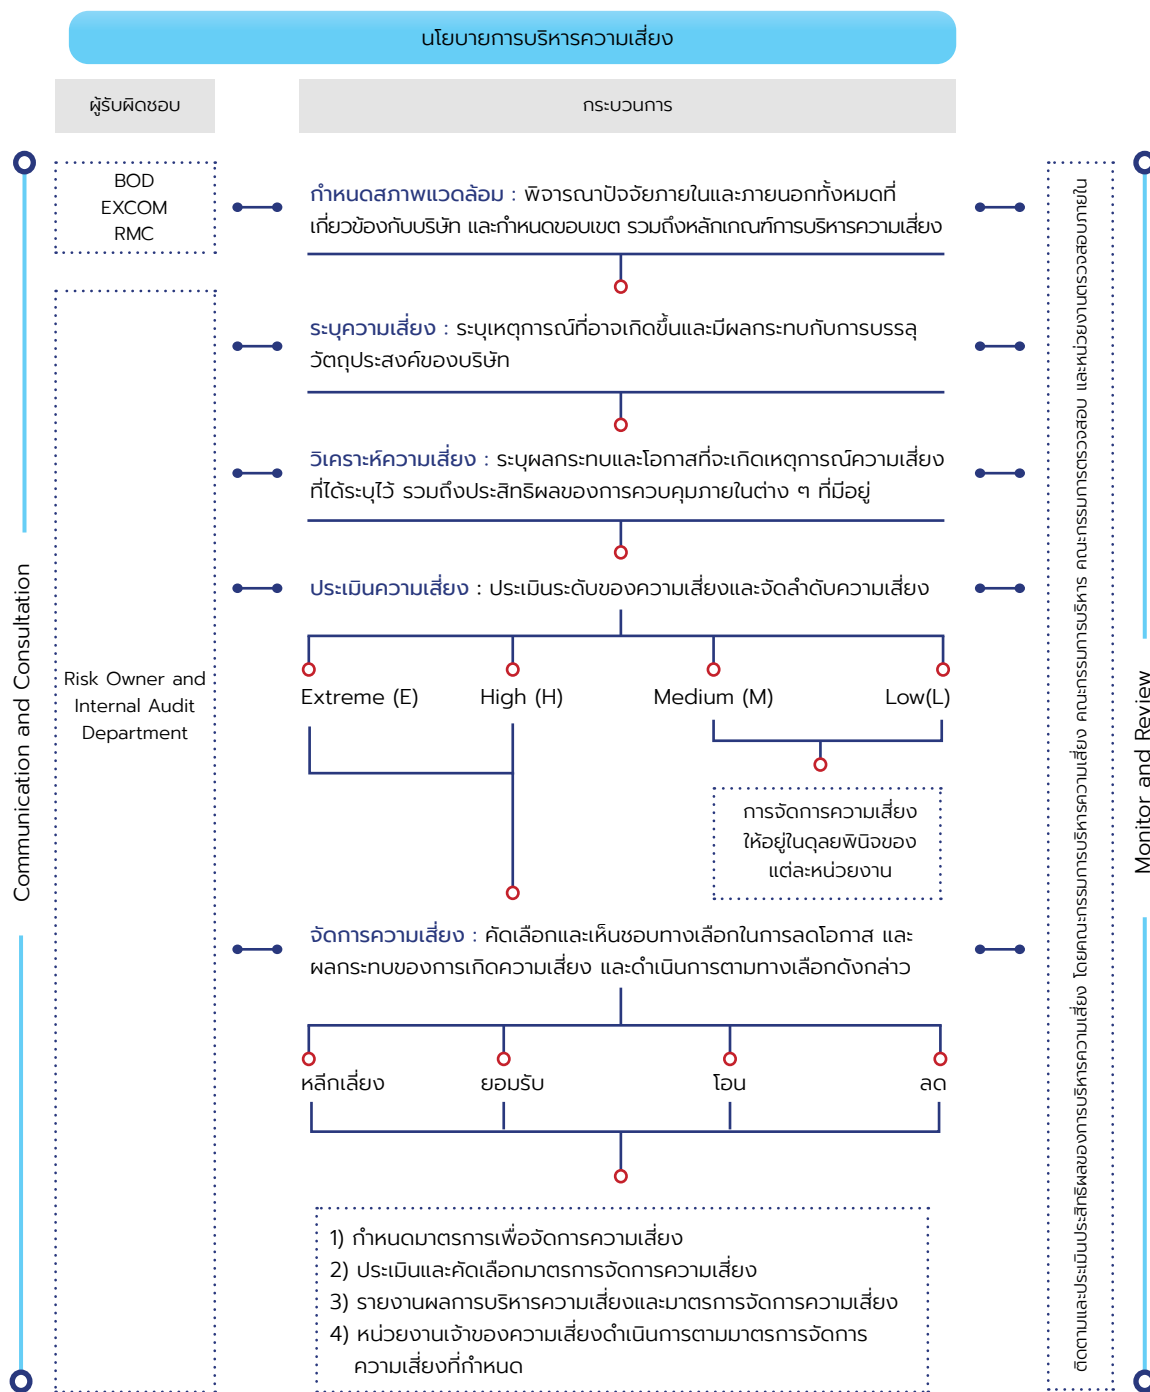 นโยบายการบริหารความเสี่ยง
ผู้รับผิดชอบ
กระบวนการ
BOD
EXCOM
RMC
กำหนดสภาพแวดล้อม : พิจารณาปัจจัยภายในและภายนอกทั้งหมดที่
เกี่ยวข้องกับบริษัท และกำหนดขอบเขต รวมถึงหลักเกณฑ์การบริหารความเสี่ยง
ระบุความเสี่ยง : ระบุเหตุการณ์ที่อาจเกิดขึ้นและมีผลกระทบกับการบรรลุ
วัตถุประสงค์ของบริษัท
วิเคราะห์ความเสี่ยง : ระบุผลกระทบและโอกาสที่จะเกิดเหตุการณ์ความเสี่ยง
ที่ได้ระบุไว้ รวมถึงประสิทธิผลของการควบคุมภายในต่าง ๆ ที่มีอยู่
ประเมินความเสี่ยง : ประเมินระดับของความเสี่ยงและจัดลำดับความเสี่ยง
Risk Owner and
Internal Audit
Department
Extreme (E)
High (H)
Medium (M)
Low(L)
การจัดการความเสี่ยง
ให้อยู่ในดุลยพินิจของ
แต่ละหน่วยงาน
จัดการความเสี่ยง : คัดเลือกและเห็นชอบทางเลือกในการลดโอกาส และ
ผลกระทบของการเกิดความเสี่ยง และดำเนินการตามทางเลือกดังกล่าว
หลีกเลี่ยง
ยอมรับ
โอน
ลด
1) กำหนดมาตรการเพื่อจัดการความเสี่ยง
2) ประเมินและคัดเลือกมาตรการจัดการความเสี่ยง
3) รายงานผลการบริหารความเสี่ยงและมาตรการจัดการความเสี่ยง
4) หน่วยงานเจ้าของความเสี่ยงดำเนินการตามมาตรการจัดการ
ความเสี่ยงที่กำหนด
Communication and Consultation
ติดตามและประเมินประสิทธิผลของการบริหารความเสี่ยง โดยคณะกรรมการบริหารความเสี่ยง คณะกรรมการบริหาร คณะกรรมการตรวจสอบ และหน่วยงานตรวจสอบภายใน
Monitor and Review